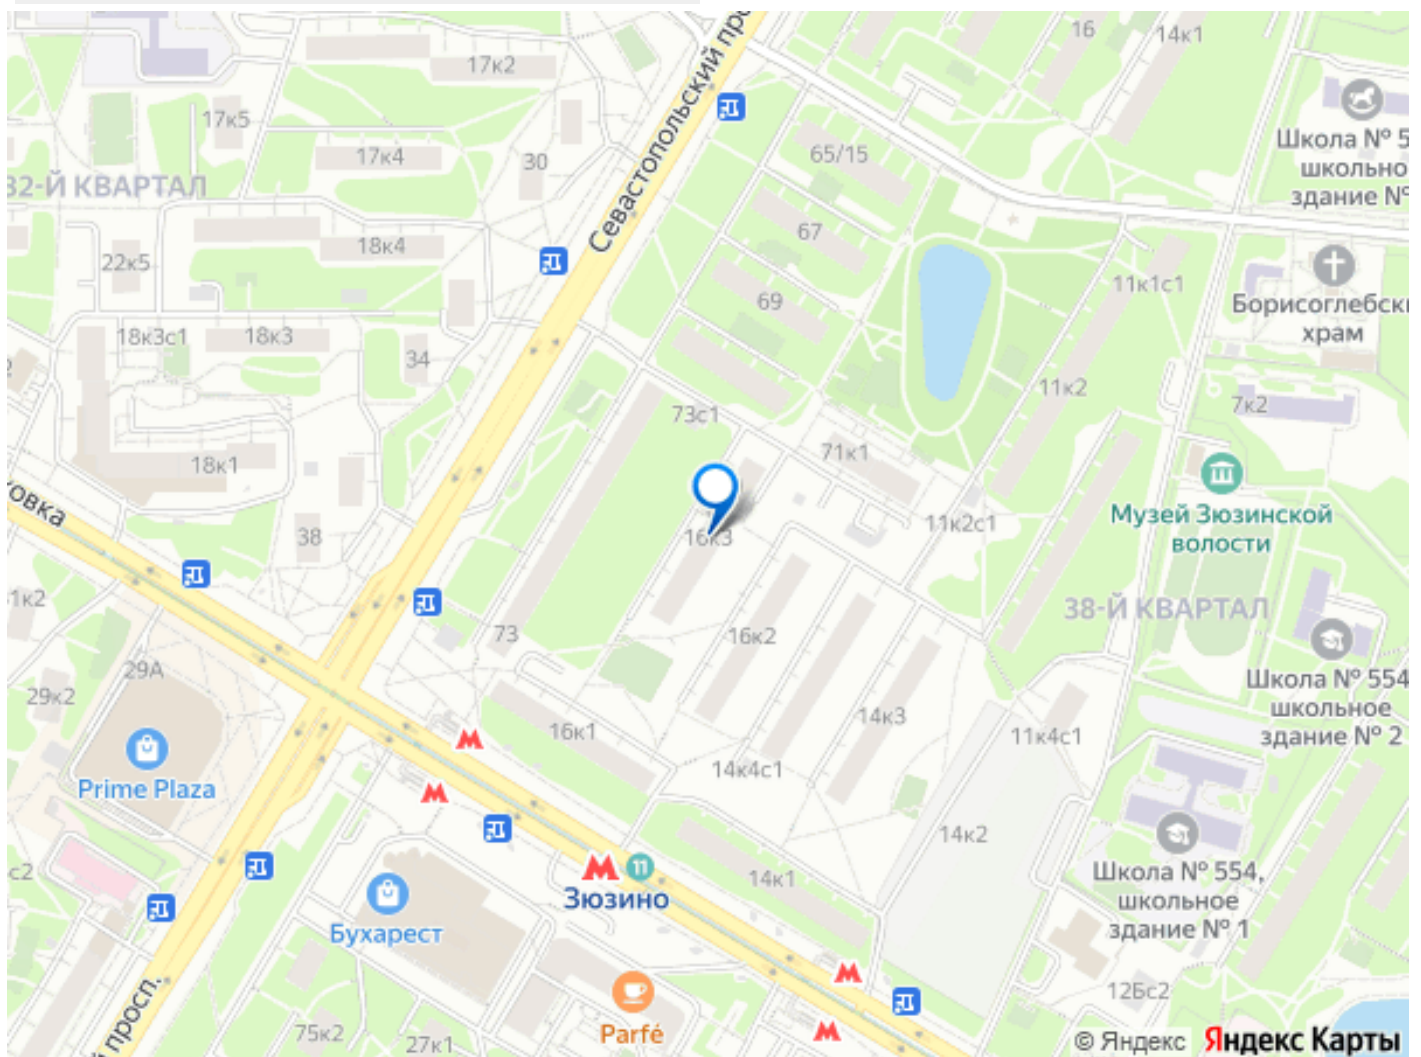 17к2
16
14к1
Севастопольский про
17к5
17к4
30
65/15
Школа № 5
школьно
здание №
32-Й КВАРТАЛ
18к4
67
22к5
11к1с1
Борисоглебски
храм
69
18к3с1
18к3
34
11к2
7к2
73с1
71к1
18к1
овка
38
16к3
11к2с1
Музей Зюзинской
волости
1к2
38-Й КВАРТАЛ
73
16к2
29А
29к2
Школа № 554
школьное
здание № 2
14к3
16к1
11к4с1
14к4с1
Prime Plaza
14к2
с2
11
14к1
Зюзино
Школа № 554,
школьное
здание № 1
Бухарест
12Бс2
й просп.
75к2
27к1
Parfé
© Яндекс Яндекс Карты